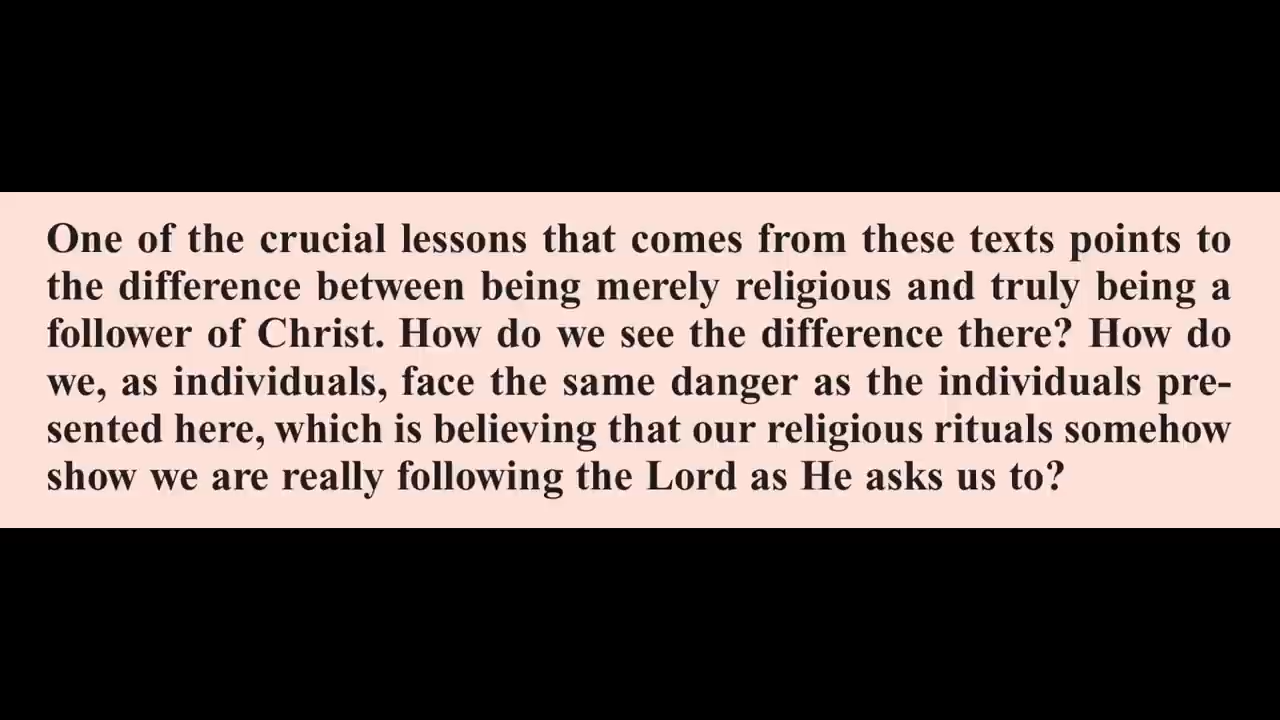 One of the crucial lessons that comes from these texts points to
the difference between being merely religious and truly being a
follower of Christ. How do we see the difference there? How do
we, as individuals, face the same danger as the individuals pre-
sented here, which is believing that our religious rituals somehow
show we are really following the Lord as He asks us to?